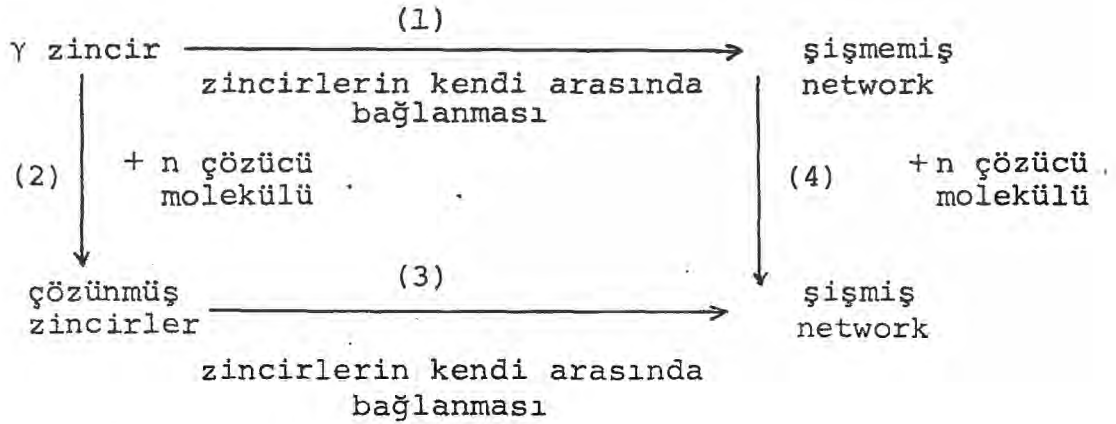 (1)
γ zincir
şişmemiş
network
zincirlerin kendi arasında
bağlanması
(2)
+ n çözücü
molekülü
(4)
+ n çözücü
molekülü
çözünmüş
zincirler
(3)
şişmiş
network
zincirlerin kendi arasında
bağlanması